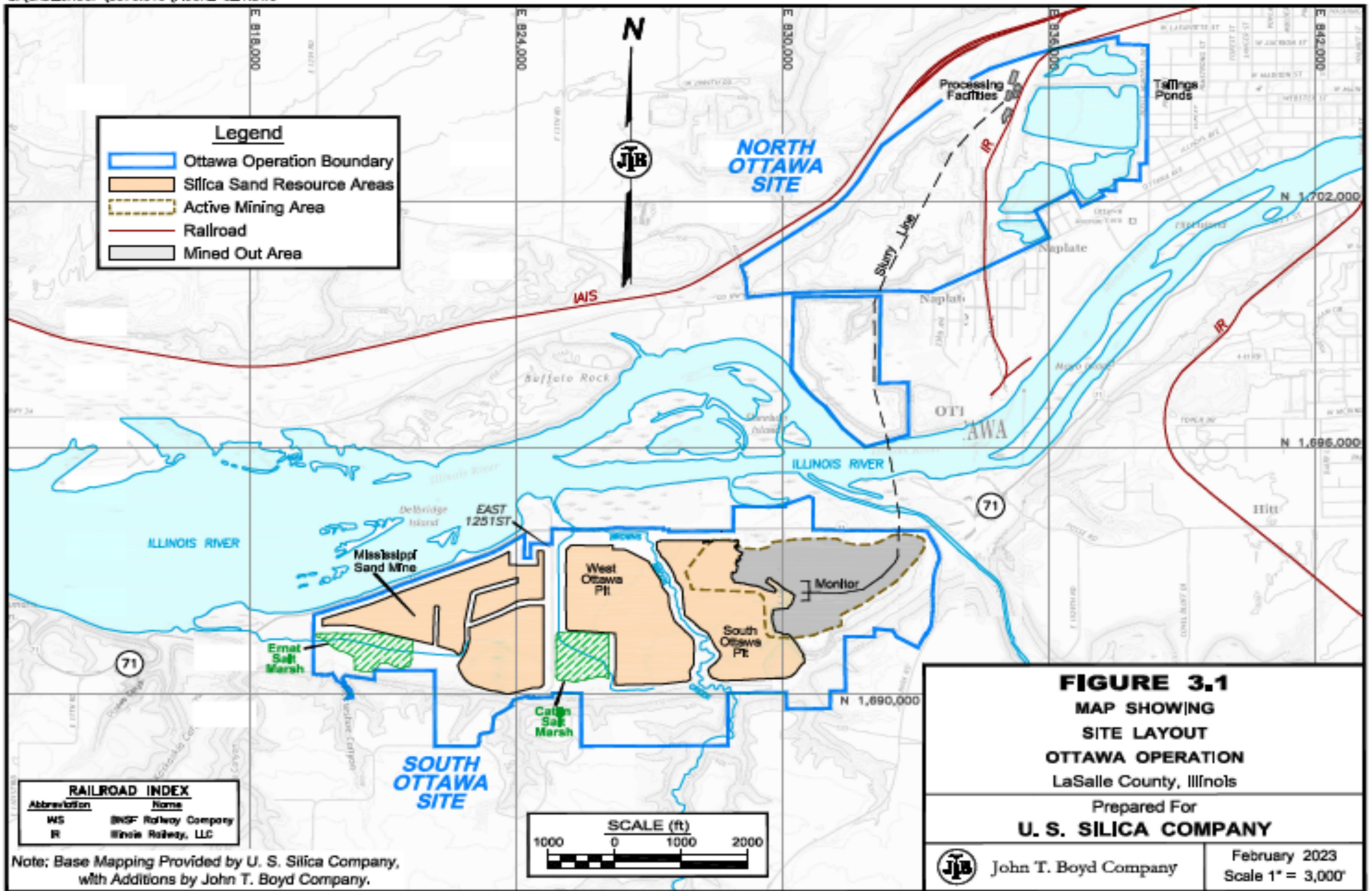 E 818,000
E 824,000
E 830,000
E 836,000
E 842,000
N
JTB
Legend
Ottawa Operation Boundary
Silica Sand Resource Areas
Active Mining Area
Railroad
Mined Out Area
NORTH
OTTAWA
SITE
Processing
Facilities
Tailings
Ponds
IR
N 1,702,000
Slurry Line
Naplate
IR
Buffalo Rock
N 1,696,000
ILLINOIS RIVER
Delbridge
Island
EAST
1251ST
71
Hitt
ILLINOIS RIVER
Mississippi
Sand Mine
West
Ottawa
Pit
Monitor
South
Ottawa
Pit
71
Ernat
Salt
Marsh
Salt
Marsh
N 1,690,000
SOUTH
OTTAWA
SITE
RAILROAD INDEX
Abbreviation Name
BNSF Railway Company
IR Illinois Railway, LLC
SCALE (ft)
1000 0 1000 2000
Note: Base Mapping Provided by U. S. Silica Company,
with Additions by John T. Boyd Company.
FIGURE 3.1
MAP SHOWING
SITE LAYOUT
OTTAWA OPERATION
LaSalle County, Illinois
Prepared For
U. S. SILICA COMPANY
JTB John T. Boyd Company
February 2023
Scale 1" = 3,000'